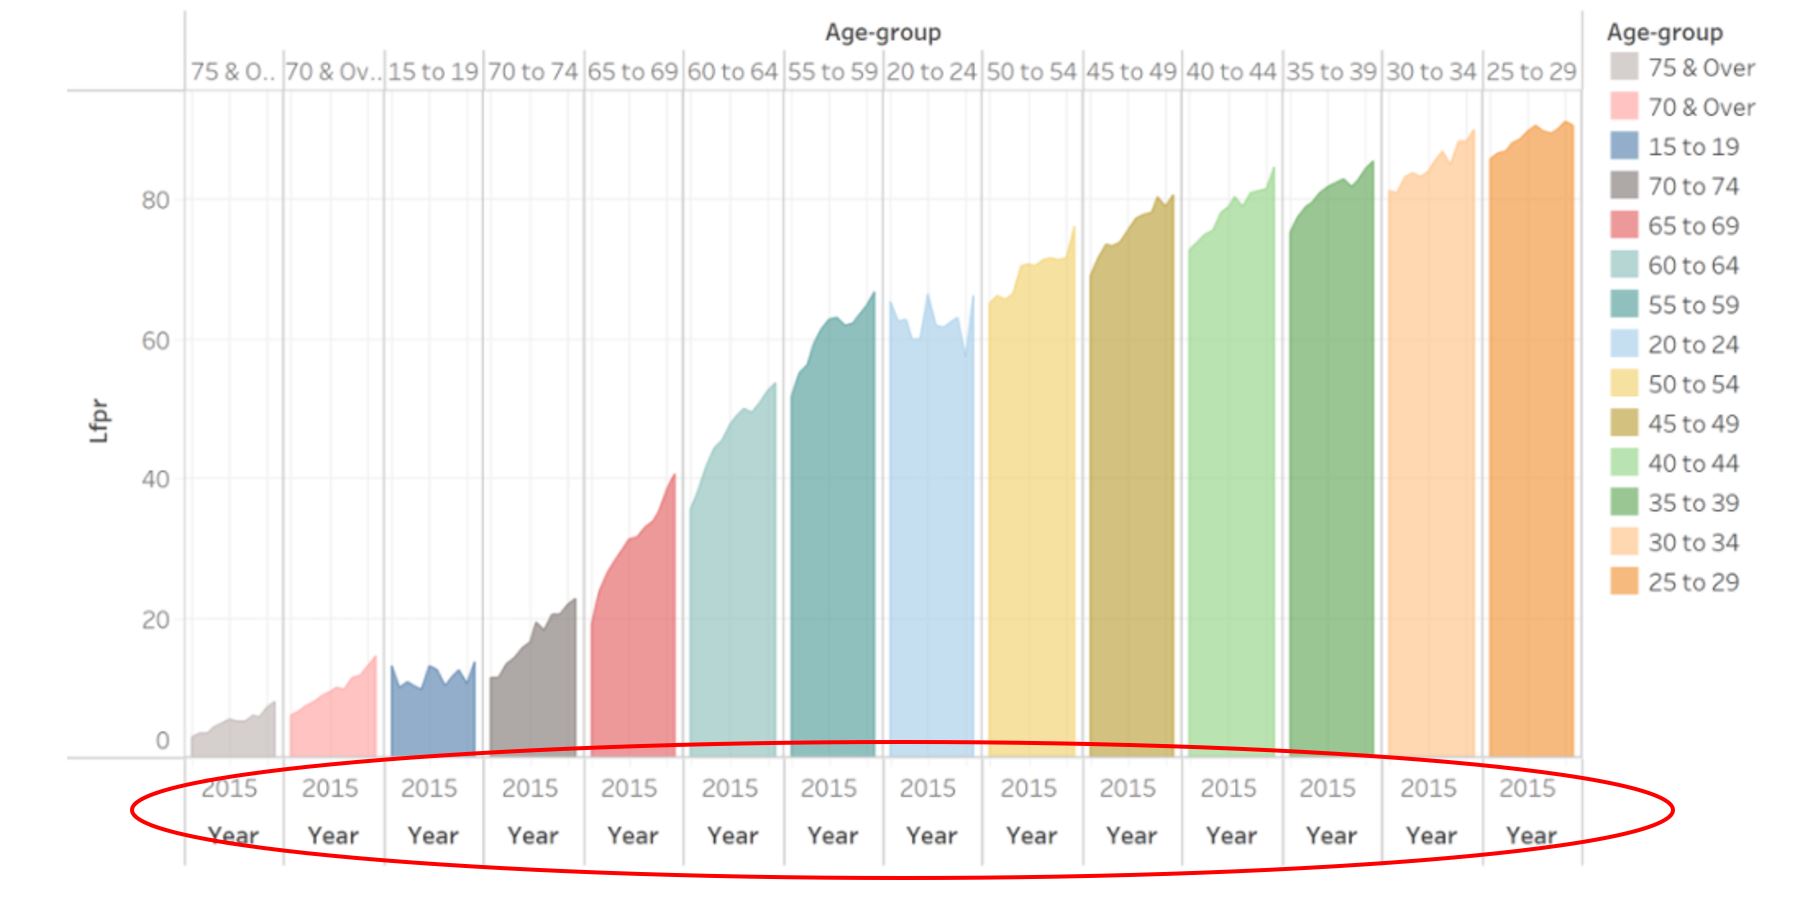 Age-group
75 & O.. 70 & Ov.. 15 to 19 70 to 74 65 to 69 60 to 64 55 to 59 20 to 24 50 to 54 45 to 49 40 to 44 35 to 39 30 to 34 25 to 29
80
60
40
20
0
Lfpr
2015 2015 2015 2015 2015 2015 2015 2015 2015 2015 2015 2015 2015 2015
Year Year Year Year Year Year Year Year Year Year Year Year Year Year
Age-group
75 & Over
70 & Over
15 to 19
70 to 74
65 to 69
60 to 64
55 to 59
20 to 24
50 to 54
45 to 49
40 to 44
35 to 39
30 to 34
25 to 29